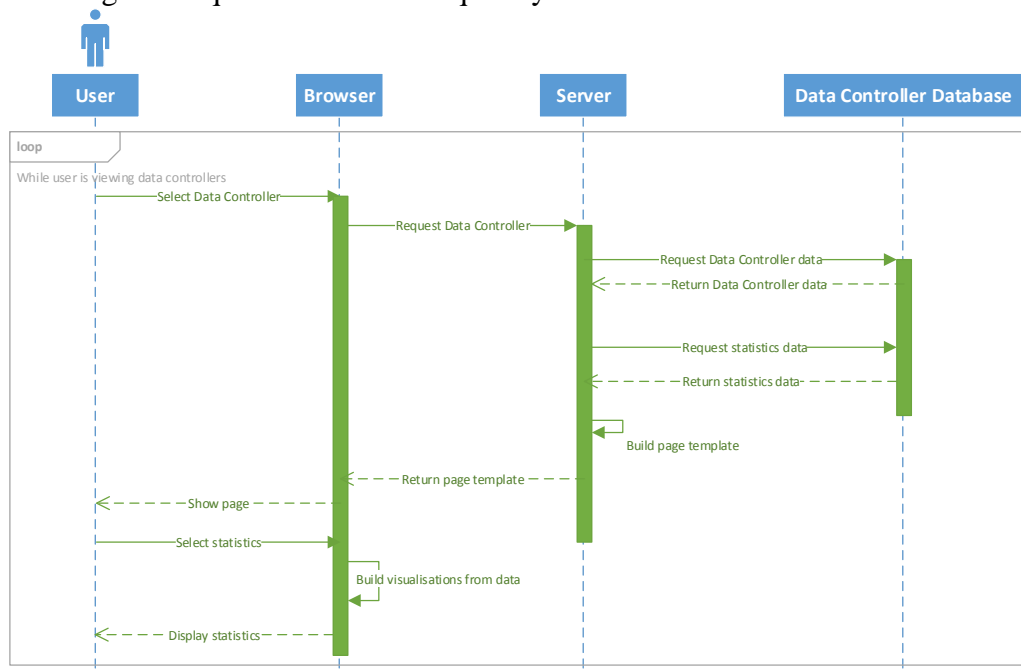 User
Browser
Server
Data Controller Database
loop
While user is viewing data controllers
Select Data Controller
Request Data Controller
Request Data Controller data
Return Data Controller data
Request statistics data
Return statistics data
Build page template
Return page template
Show page
Select statistics
Build visualisations from data
Display statistics